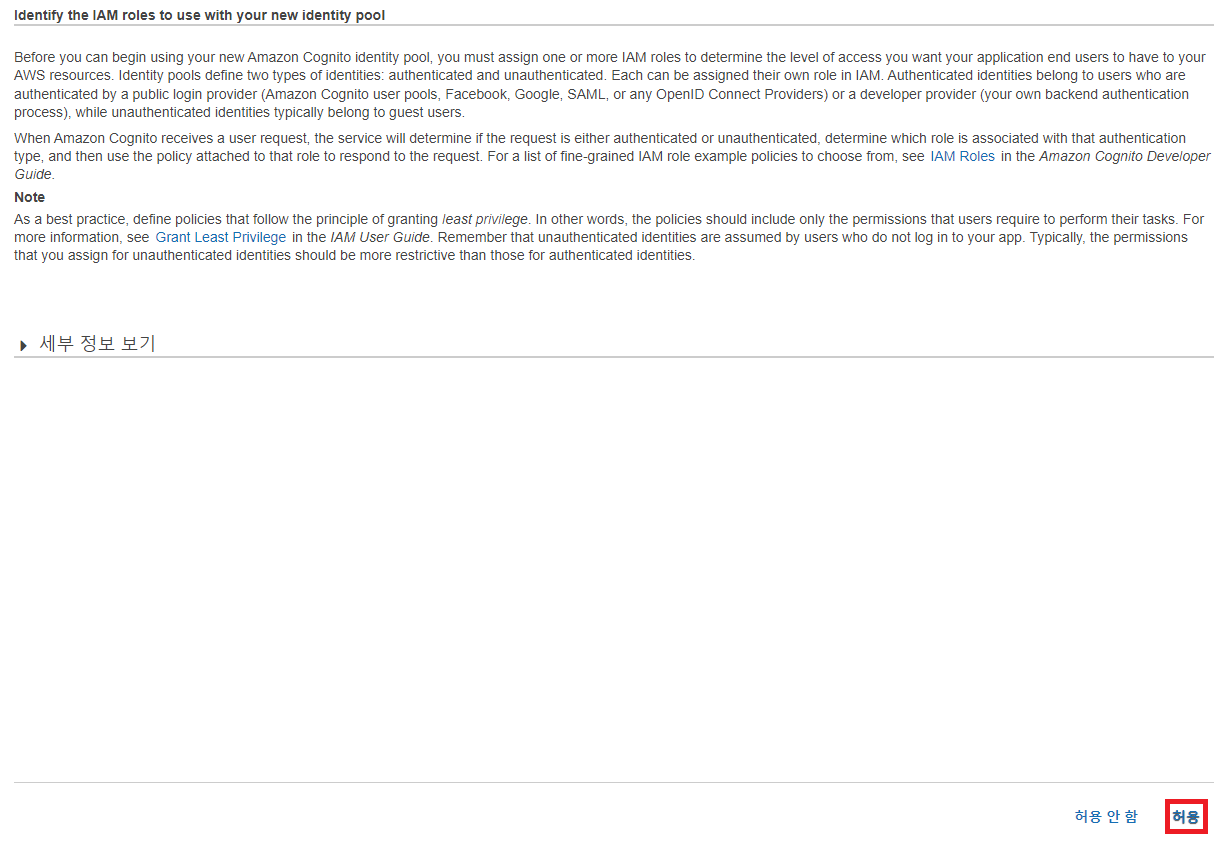 Identify the IAM roles to use with your new identity pool
Before you can begin using your new Amazon Cognito identity pool, you must assign one or more IAM roles to determine the level of access you want your application end users to have to your
AWS resources. Identity pools define two types of identities: authenticated and unauthenticated. Each can be assigned their own role in IAM. Authenticated identities belong to users who are
authenticated by a public login provider (Amazon Cognito user pools, Facebook, Google, SAML, or any OpenID Connect Providers) or a developer provider (your own backend authentication
process), while unauthenticated identities typically belong to guest users.
When Amazon Cognito receives a user request, the service will determine if the request is either authenticated or unauthenticated, determine which role is associated with that authentication
type, and then use the policy attached to that role to respond to the request. For a list of fine-grained IAM role example policies to choose from, see IAM Roles in the Amazon Cognito Developer
Guide.
Note
As a best practice, define policies that follow the principle of granting least privilege. In other words, the policies should include only the permissions that users require to perform their tasks. For
more information, see Grant Least Privilege in the IAM User Guide. Remember that unauthenticated identities are assumed by users who do not log in to your app. Typically, the permissions
that you assign for unauthenticated identities should be more restrictive than those for authenticated identities.
세부 정보 보기
허용 안 함 허용